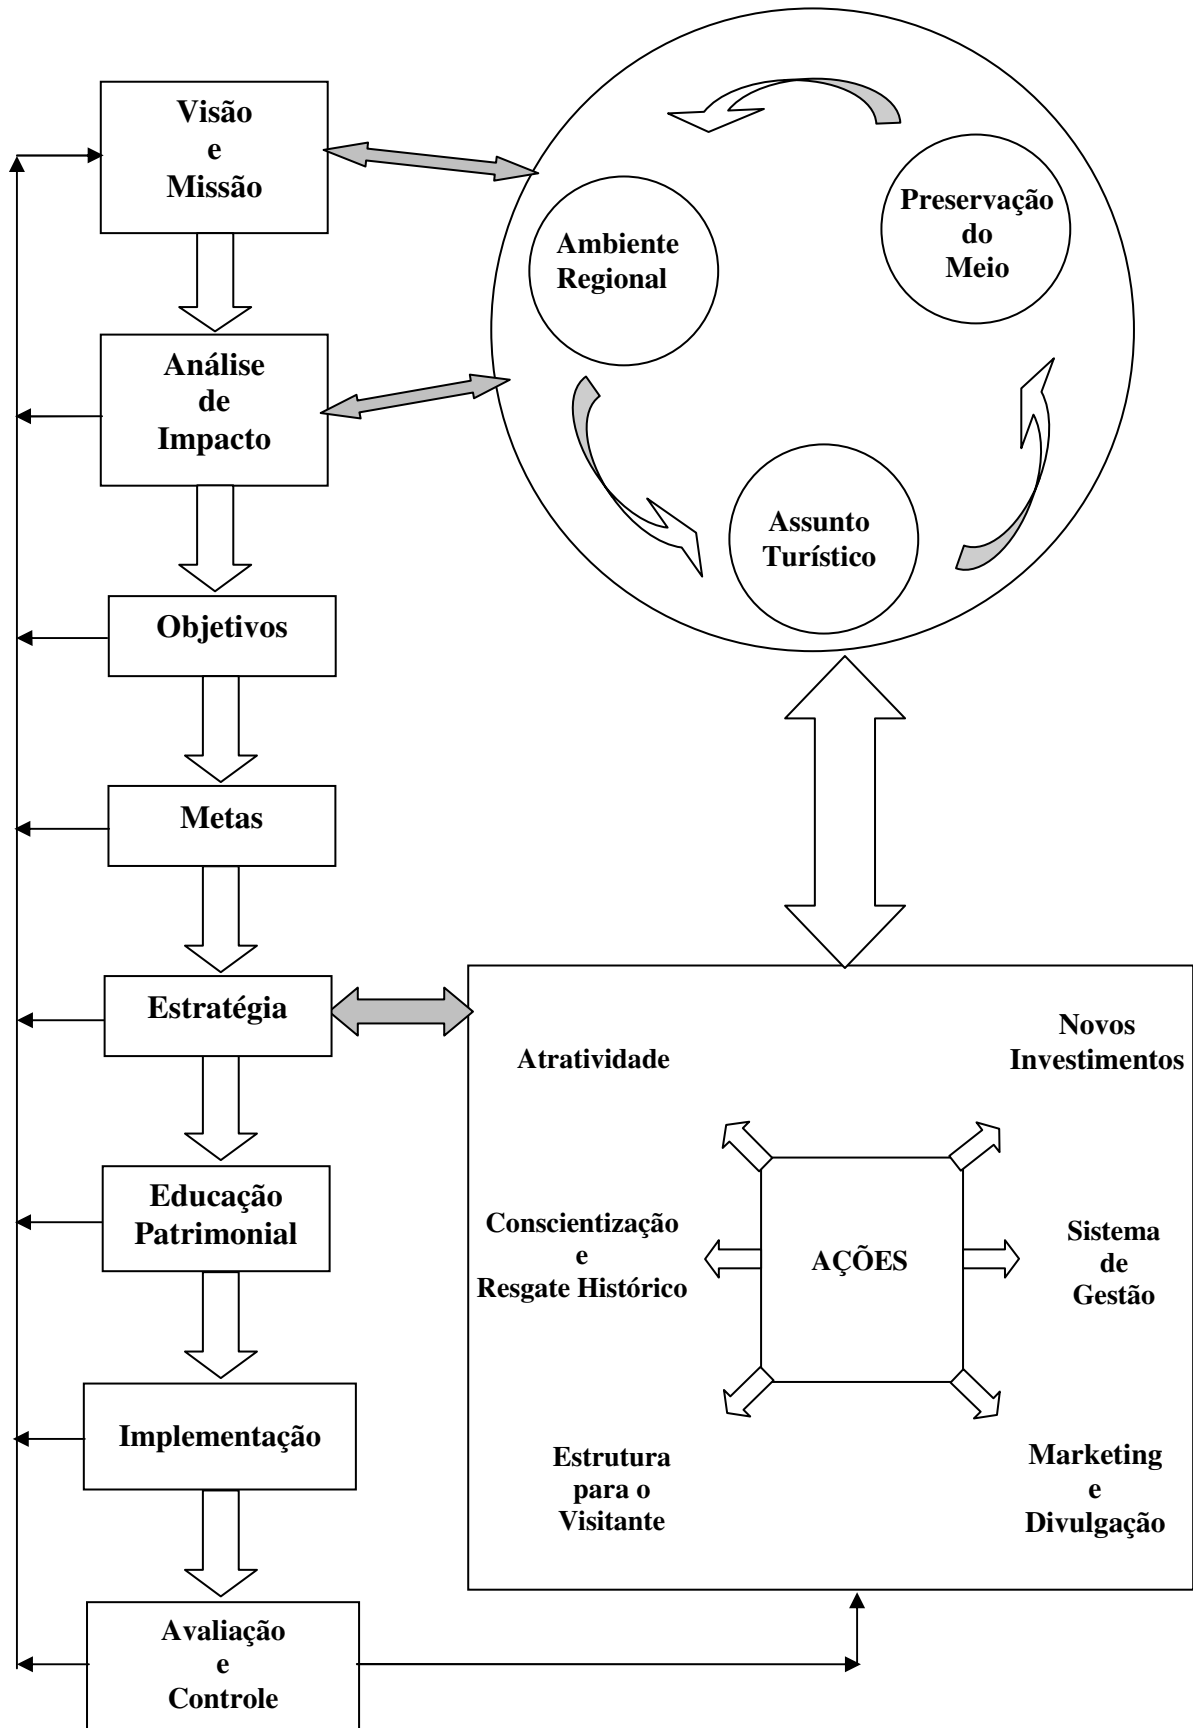 Visão
e
Missão
Análise
de
Impacto
Objetivos
Metas
Estratégia
Educação
Patrimonial
Implementação
Avaliação
e
Controle
Ambiente
Regional
Preservação
do
Meio
Assunto
Turístico
Atratividade
Novos
Investimentos
Conscientização
e
Resgate Histórico
AÇÕES
Sistema
de
Gestão
Estrutura
para o
Visitante
Marketing
e
Divulgação